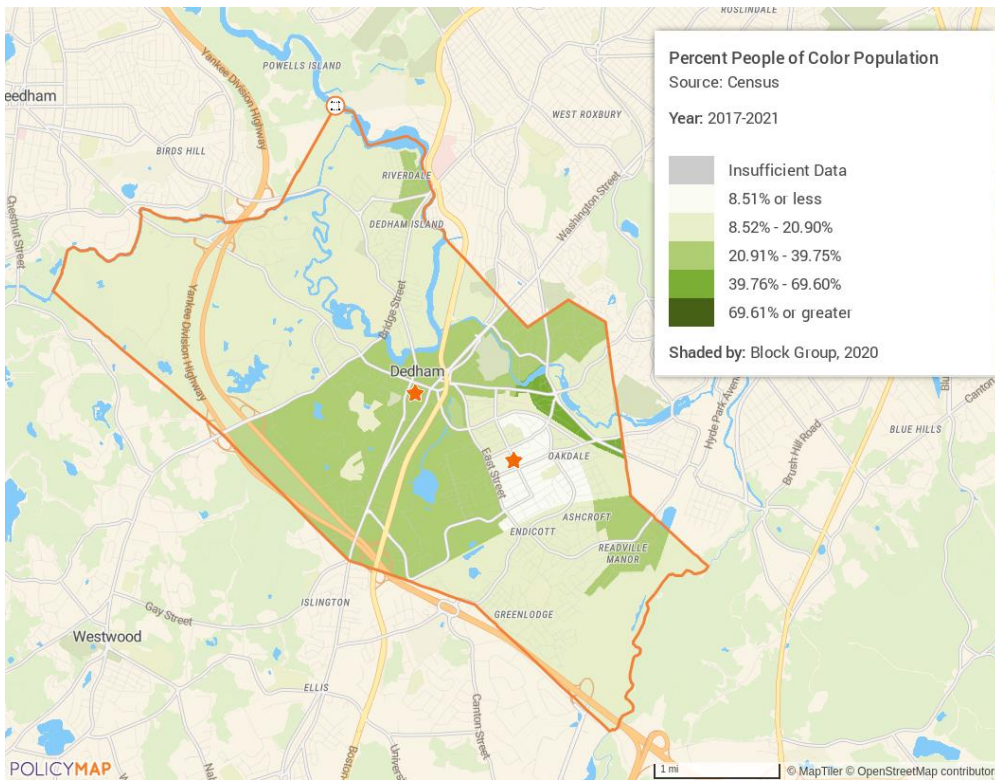 ROSLINDALE
Percent People of Color Population
Source: Census
Year: 2017-2021
Insufficient Data
8.51% or less
8.52% - 20.90%
20.91% - 39.75%
39.76% - 69.60%
69.61% or greater
Shaded by: Block Group, 2020
Yankee Division Highway
POWELLS ISLAND
eedham
WEST ROXBURY
BIRDS HILL
RIVERDALE
Chestnut Street
Washington Street
DEDHAM ISLAND
Bridge Street
Yankee Division Highway
Dedham
Hyde Park Aven
Canton
BLUE HILLS
Brush Hill Road
East Street
OAKDALE
ASHCROFT
ENDICOTT
READVILLE
MANOR
ISLINGTON
GREENLODGE
Gay Street
Westwood
ELLIS
Canton Street
Boston
Univers
POLICYMAP
1 mi
© MapTiler © OpenStreetMap contributor